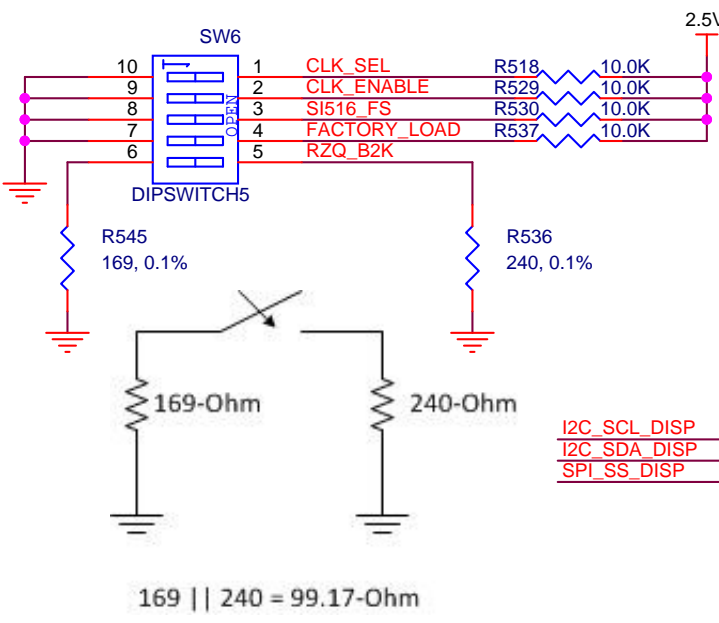 2.5V
SW6
10 1 CLK_SEL R518 10.0K
9 2 CLK_ENABLE R529 10.0K
8 3 SI516_FS R530 10.0K
7 4 FACTORY_LOAD R537 10.0K
6 5 RZQ_B2K
OPEN
DIPSWITCH5
R545
169, 0.1%
R536
240, 0.1%
169-Ohm
240-Ohm
I2C_SCL_DISP
I2C_SDA_DISP
SPI_SS_DISP
169 || 240 = 99.17-Ohm